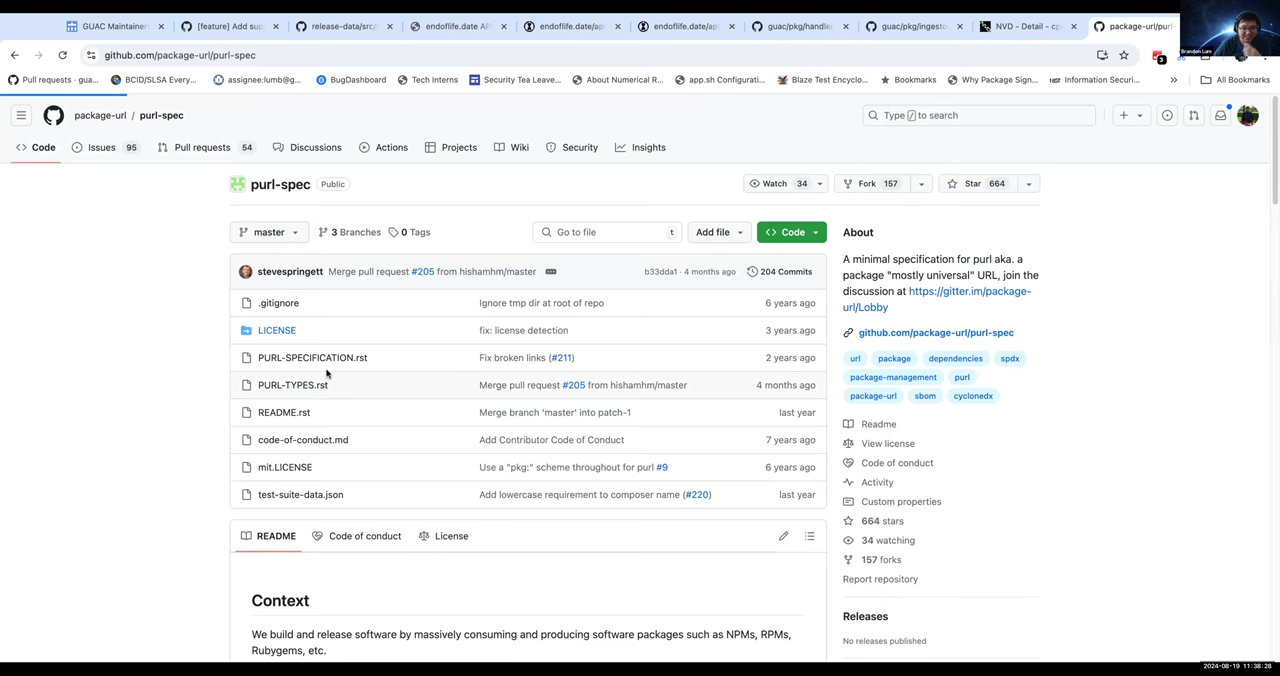 GUAC Maintainer
[feature] Add sup
release-data/src/
endoflife.date AP
endoflife.date/ap
endoflife.date/ap
guac/pkg/handler
guac/pkg/ingesto
NVD - Detail - cp
package-url/purl-
github.com/package-url/purl-spec
Brandon Lum
3
Pull requests · gua...
BCID/SLSA Every...
assignee:lumb@g...
BugDashboard
Tech Interns
Security Tea Leave...
About Numerical R...
app.sh Configurati...
Blaze Test Encyclo...
Bookmarks
Why Package Sign...
Information Securi...
»
All Bookmarks
package-url / purl-spec
Type / to search
Code
Issues 95
Pull requests 54
Discussions
Actions
Projects
Wiki
Security
Insights
purl-spec Public
Watch 34
Fork 157
Star 664
master
3 Branches
0 Tags
Go to file t
Add file
<> Code
stevespringett Merge pull request #205 from hishamhm/master
b33dda1 · 4 months ago
204 Commits
.gitignore Ignore tmp dir at root of repo 6 years ago
LICENSE fix: license detection 3 years ago
PURL-SPECIFICATION.rst Fix broken links (#211) 2 years ago
PURL-TYPES.rst Merge pull request #205 from hishamhm/master 4 months ago
README.rst Merge branch 'master' into patch-1 last year
code-of-conduct.md Add Contributor Code of Conduct 7 years ago
mit.LICENSE Use a "pkg:" scheme throughout for purl #9 6 years ago
test-suite-data.json Add lowercase requirement to composer name (#220) last year
README
Code of conduct
License
Context
We build and release software by massively consuming and producing software packages such as NPMs, RPMs,
Rubygems, etc.
About
A minimal specification for purl aka. a
package "mostly universal" URL, join the
discussion at https://gitter.im/package-
url/Lobby
github.com/package-url/purl-spec
url package dependencies spdx
package-management purl
package-url sbom cyclonedx
Readme
View license
Code of conduct
Activity
Custom properties
664 stars
34 watching
157 forks
Report repository
Releases
No releases published
2024-08-19 11:38:28